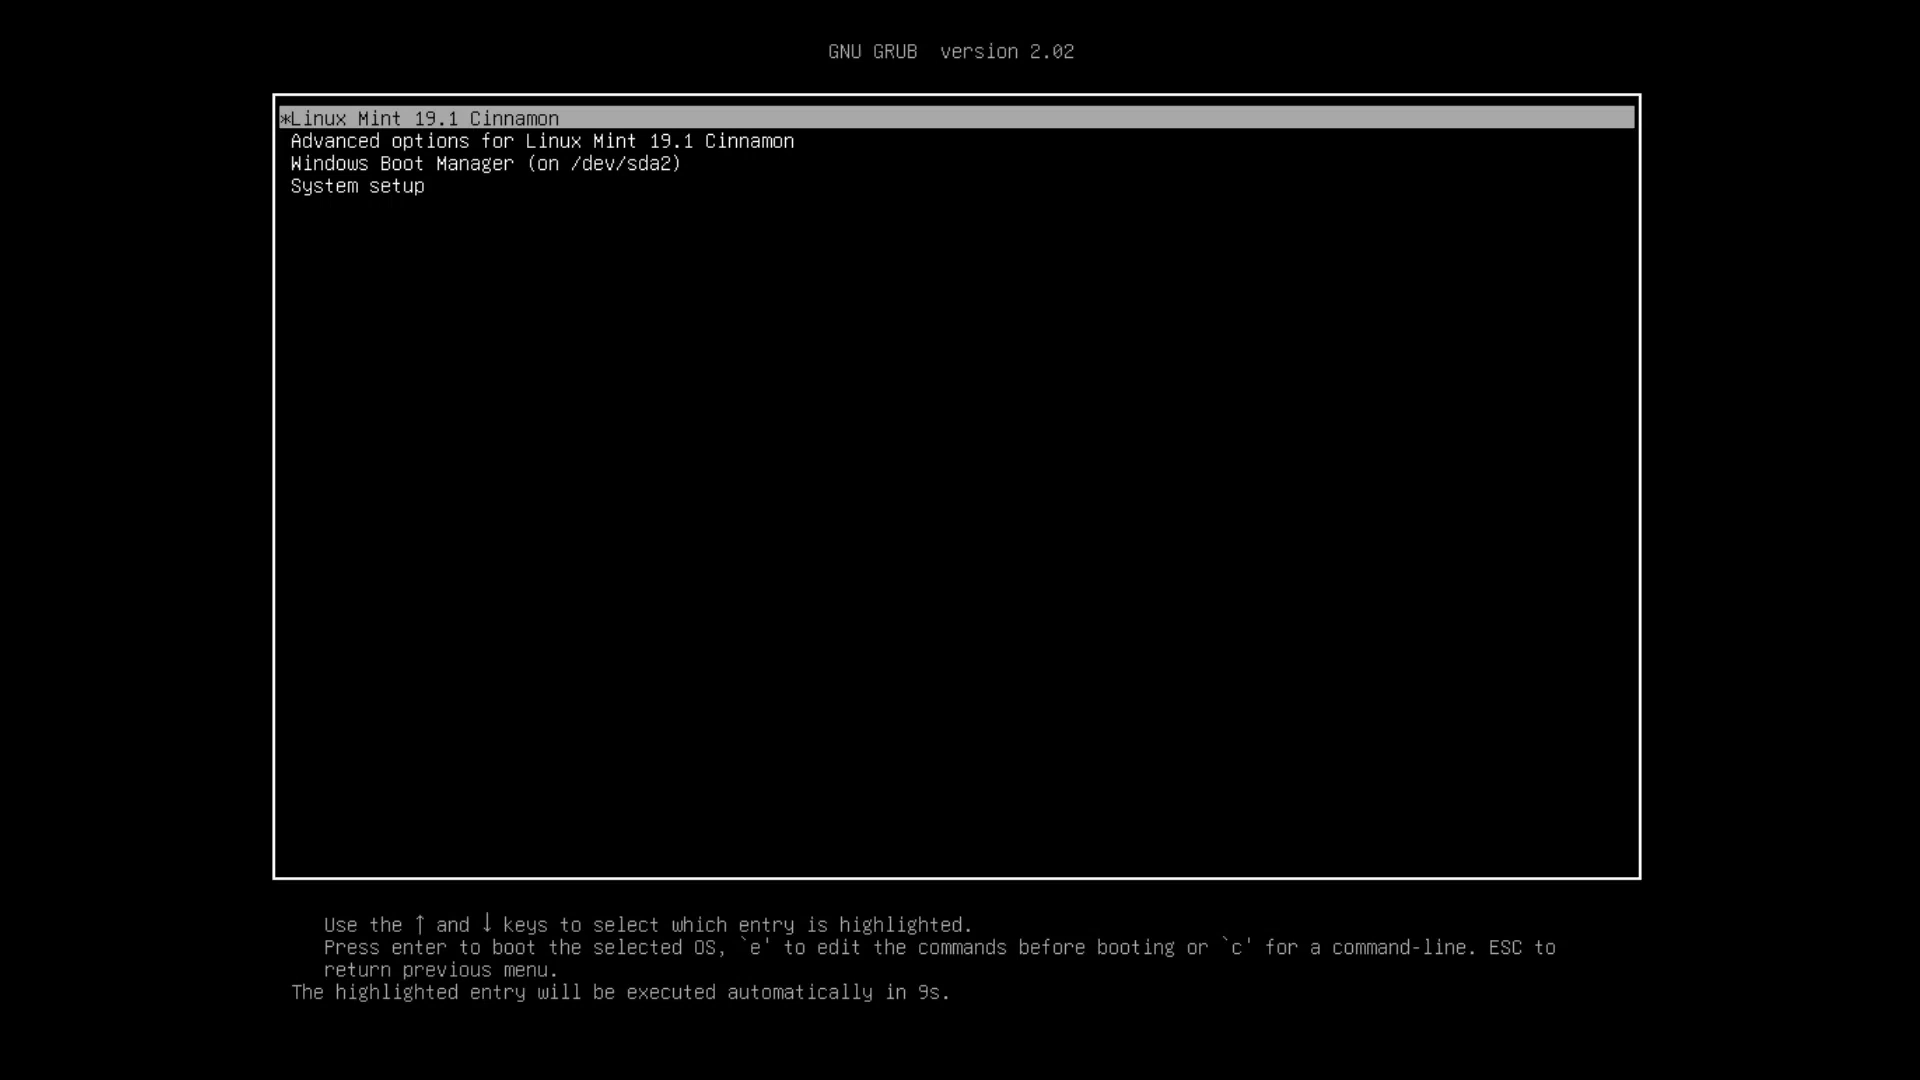 GNU GRUB  version 2.02
*Linux Mint 19.1 Cinnamon
Advanced options for Linux Mint 19.1 Cinnamon
Windows Boot Manager (on /dev/sda2)
System setup
Use the ↑ and ↓ keys to select which entry is highlighted.
Press enter to boot the selected OS, `e' to edit the commands before booting or `c' for a command-line. ESC to
return previous menu.
The highlighted entry will be executed automatically in 9s.